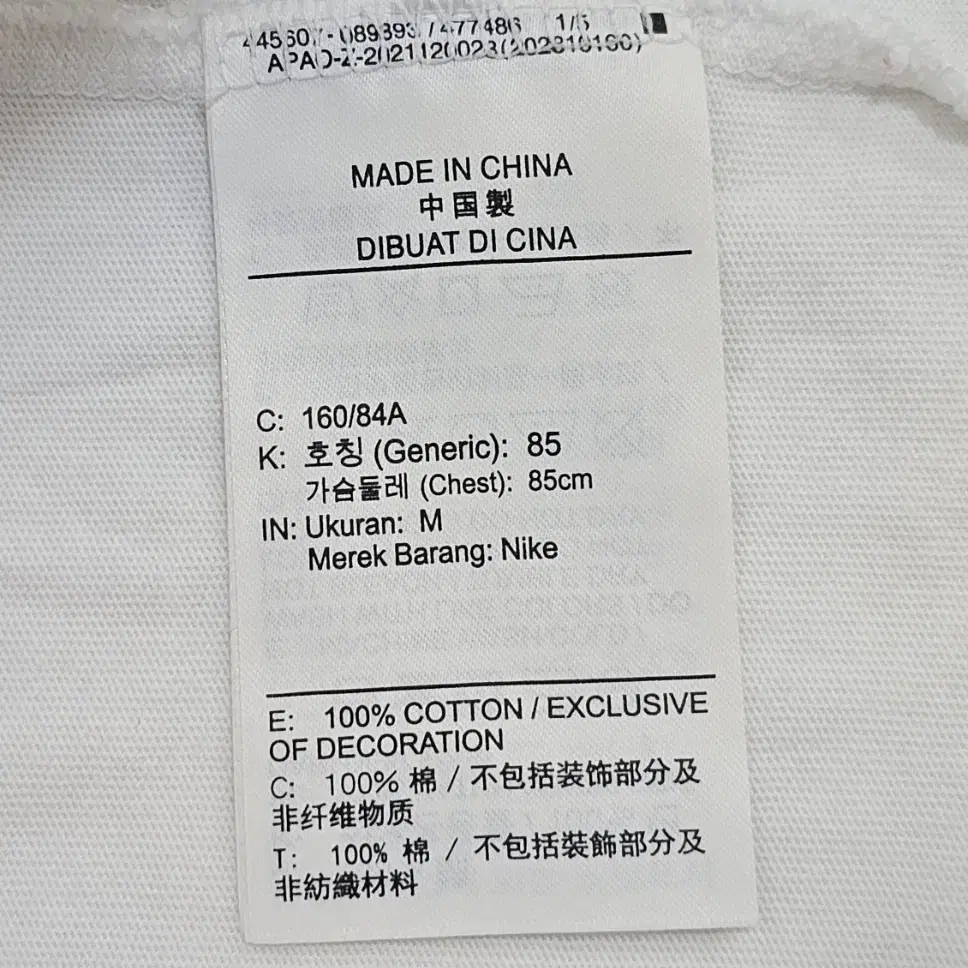 1/5
MADE IN CHINA
中国製
DIBUAT DI CINA
C: 160/84A
K: 호칭 (Generic): 85
가슴둘레 (Chest): 85cm
IN: Ukuran: M
Merek Barang: Nike
E: 100% COTTON / EXCLUSIVE
OF DECORATION
C: 100% 棉 / 不包括装饰部分及
非纤维物质
T: 100% 棉 / 不包括裝飾部分及
非紡織材料